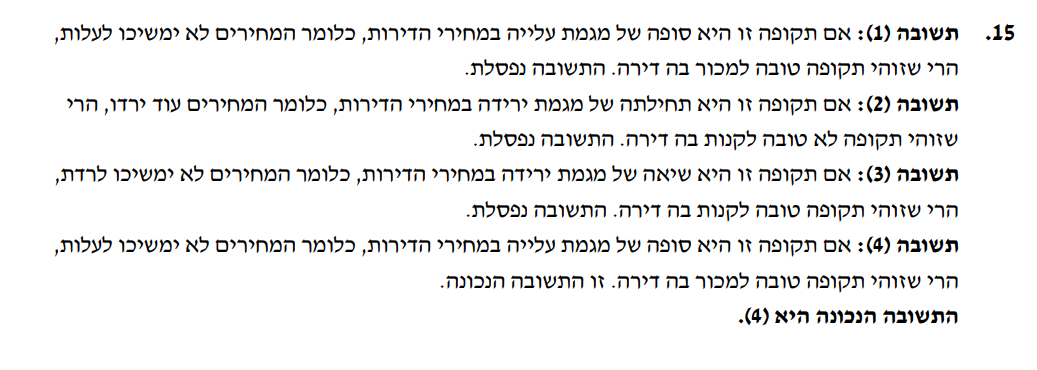 15. תשובה (1): אם תקופה זו היא סופה של מגמת עלייה במחירי הדירות, כלומר המחירים לא ימשיכו לעלות,
הרי שזוהי תקופה טובה למכור בה דירה. התשובה נפסלת.
תשובה (2): אם תקופה זו היא תחילתה של מגמת ירידה במחירי הדירות, כלומר המחירים עוד ירדו, הרי
שזוהי תקופה לא טובה לקנות בה דירה. התשובה נפסלת.
תשובה (3): אם תקופה זו היא שיאה של מגמת ירידה במחירי הדירות, כלומר המחירים לא ימשיכו לרדת,
הרי שזוהי תקופה טובה לקנות בה דירה. התשובה נפסלת.
תשובה (4): אם תקופה זו היא סופה של מגמת עלייה במחירי הדירות, כלומר המחירים לא ימשיכו לעלות,
הרי שזוהי תקופה טובה למכור בה דירה. זו התשובה הנכונה.
התשובה הנכונה היא (4).